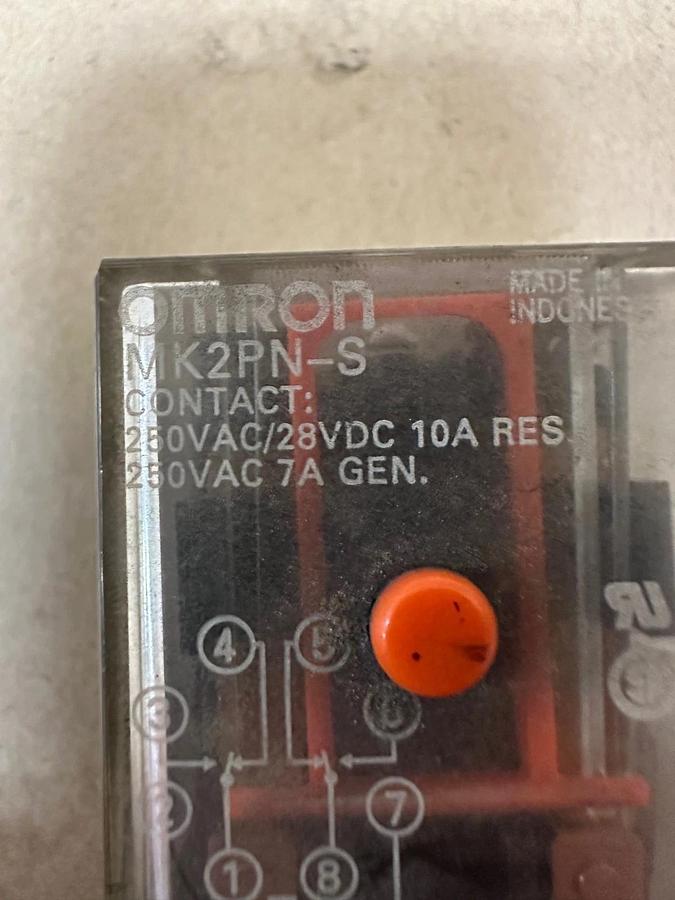 OMRON
MADE IN
INDONES
MK2PN-S
CONTACT:
250VAC/28VDC 10A RES.
250VAC 7A GEN.
4 5
3 6
2 7
1 8